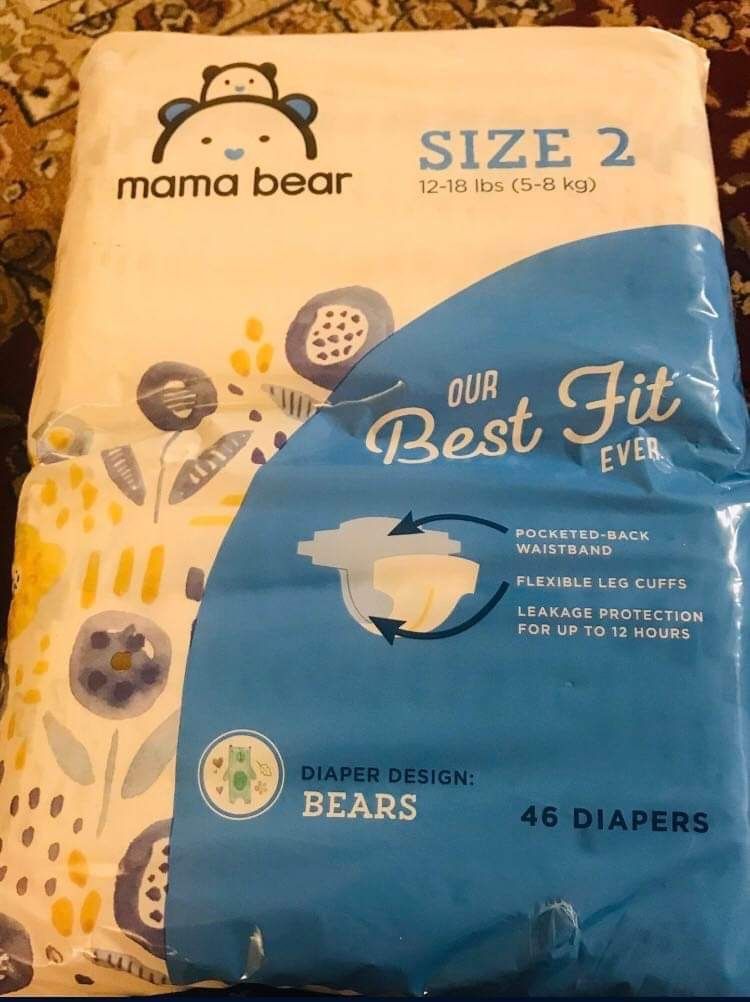 mama bear
SIZE 2
12-18 lbs (5-8 kg)
OUR
Best Fit
EVER
POCKETED-BACK
WAISTBAND
FLEXIBLE LEG CUFFS
LEAKAGE PROTECTION
FOR UP TO 12 HOURS
DIAPER DESIGN:
BEARS
46 DIAPERS